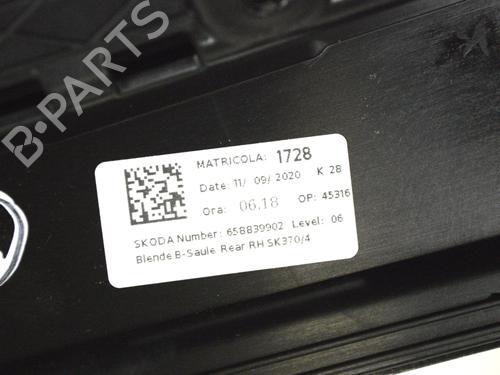 B-PARTS
MATRICOLA: 1728
Date: 11/ 09/ 2020 K 28
Ora: 06.18 OP: 45316
SKODA Number: 658839902 Level: 06
Blende B-Saule Rear RH SK370/4